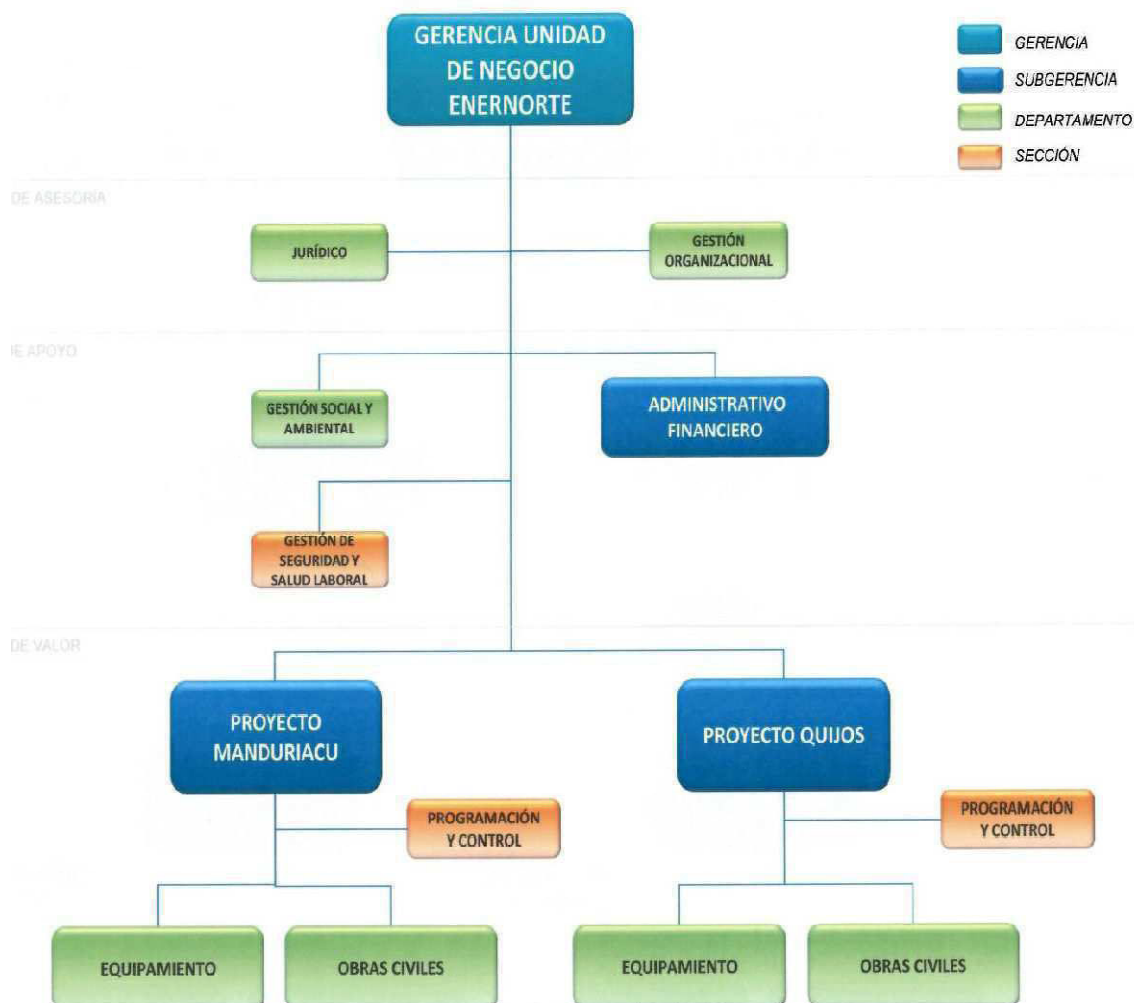 GERENCIA UNIDAD
DE NEGOCIO
ENERNORTE
GERENCIA
SUBGERENCIA
DEPARTAMENTO
SECCIÓN
DE ASESORÍA
JURÍDICO
GESTIÓN
ORGANIZACIONAL
DE APOYO
GESTIÓN SOCIAL Y
AMBIENTAL
ADMINISTRATIVO
FINANCIERO
GESTIÓN DE
SEGURIDAD Y
SALUD LABORAL
DE VALOR
PROYECTO
MANDURIACU
PROYECTO QUIJOS
PROGRAMACIÓN
Y CONTROL
PROGRAMACIÓN
Y CONTROL
EQUIPAMIENTO
OBRAS CIVILES
EQUIPAMIENTO
OBRAS CIVILES